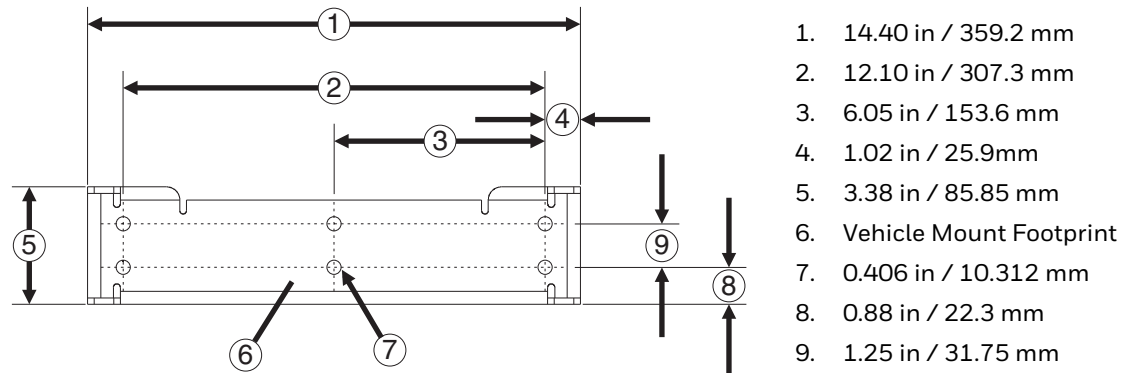 1
2
3
4
5
6
7
8
9
1. 14.40 in / 359.2 mm
2. 12.10 in / 307.3 mm
3. 6.05 in / 153.6 mm
4. 1.02 in / 25.9mm
5. 3.38 in / 85.85 mm
6. Vehicle Mount Footprint
7. 0.406 in / 10.312 mm
8. 0.88 in / 22.3 mm
9. 1.25 in / 31.75 mm